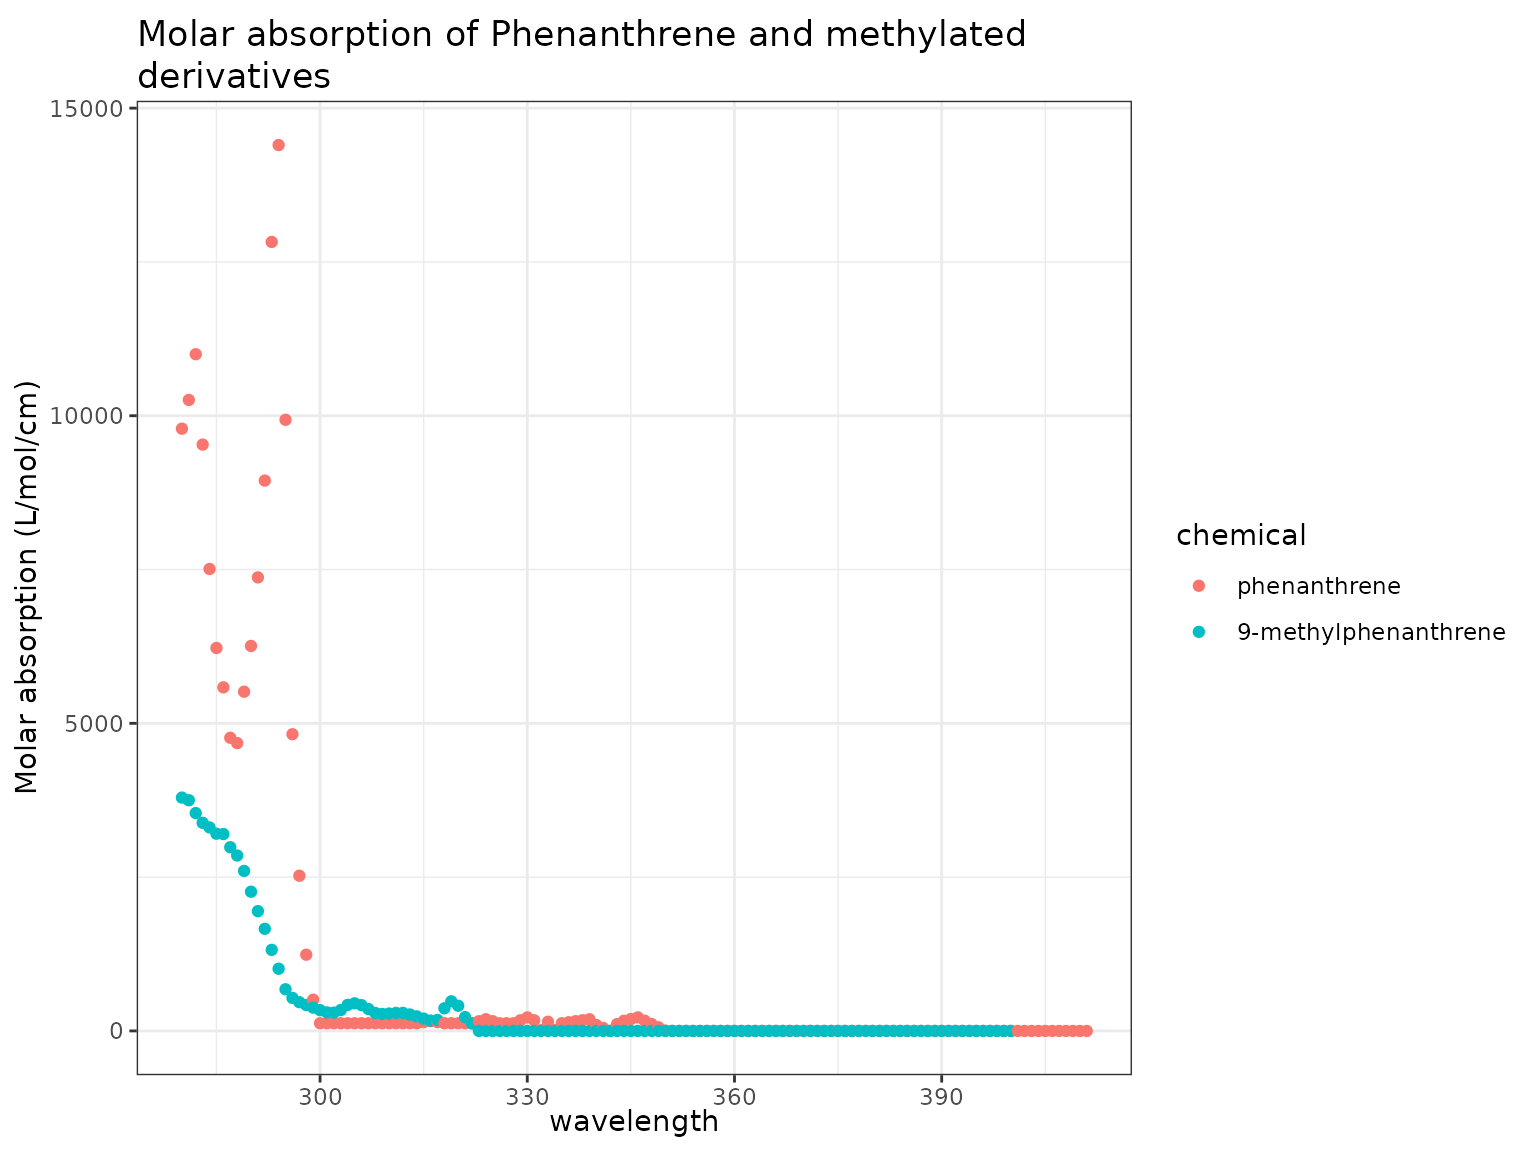 Molar absorption of Phenanthrene and methylated
derivatives
Molar absorption (L/mol/cm)
15000
10000
5000
0
300 330 360 390
wavelength
chemical
phenanthrene
9-methylphenanthrene